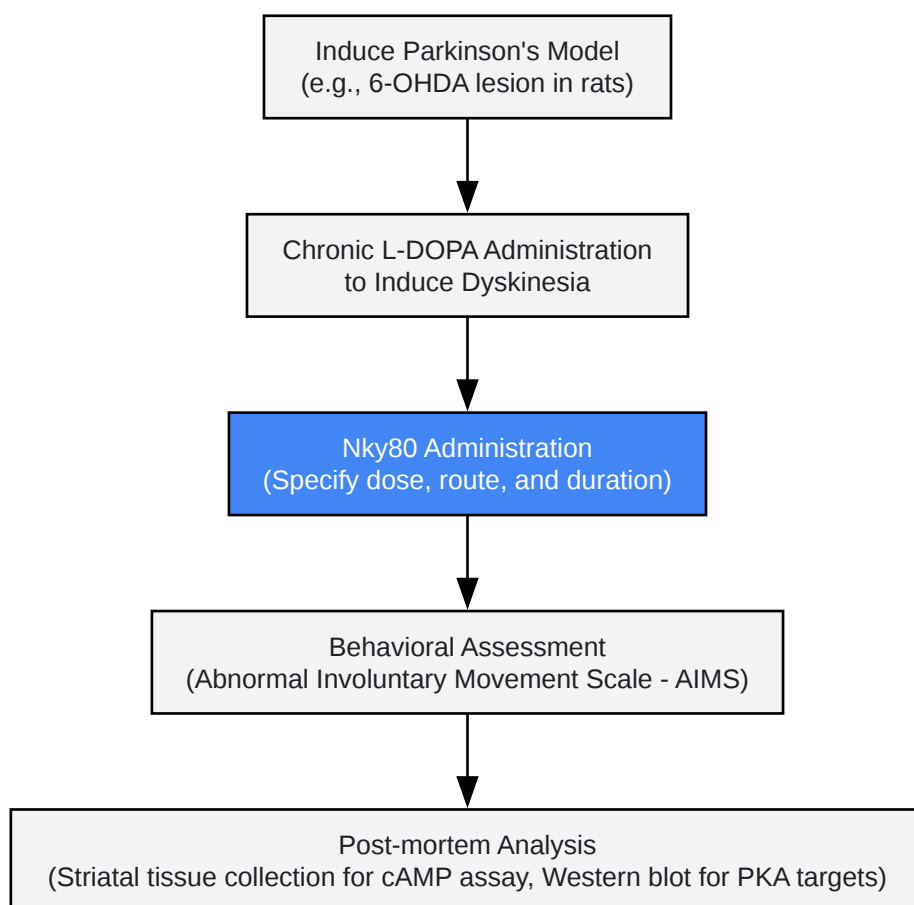 Induce Parkinson's Model
(e.g., 6-OHDA lesion in rats)
Chronic L-DOPA Administration
to Induce Dyskinesia
Nky80 Administration
(Specify dose, route, and duration)
Behavioral Assessment
(Abnormal Involuntary Movement Scale - AIMS)
Post-mortem Analysis
(Striatal tissue collection for cAMP assay, Western blot for PKA targets)